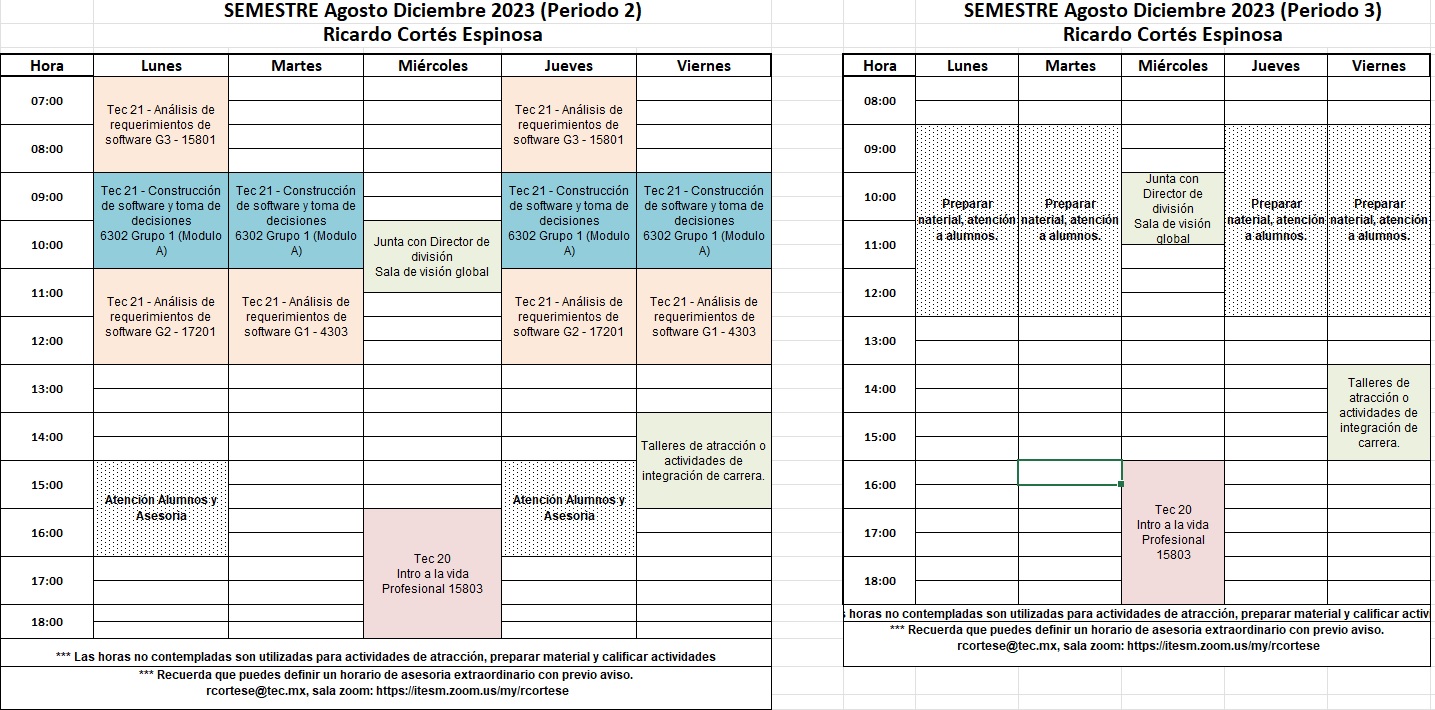 SEMESTRE Agosto Diciembre 2023 (Periodo 2)
Ricardo Cortés Espinosa
Hora Lunes Martes Miércoles Jueves Viernes
07:00
08:00
09:00
10:00
11:00
12:00
13:00
14:00
15:00
16:00
17:00
18:00
Tec 21 - Análisis de
requerimientos de
software G3 - 15801
Tec 21 - Construcción
de software y toma de
decisiones
6302 Grupo 1 (Modulo
A)
Tec 21 - Análisis de
requerimientos de
software G2 - 17201
Atención Alumnos y
Asesoria
Tec 21 - Construcción
de software y toma de
decisiones
6302 Grupo 1 (Modulo
A)
Tec 21 - Análisis de
requerimientos de
software G1 - 4303
Junta con Director de
división
Sala de visión global
Tec 20
Intro a la vida
Profesional 15803
Tec 21 - Análisis de
requerimientos de
software G3 - 15801
Tec 21 - Construcción
de software y toma de
decisiones
6302 Grupo 1 (Modulo
A)
Tec 21 - Análisis de
requerimientos de
software G2 - 17201
Atención Alumnos y
Asesoria
Tec 21 - Construcción
de software y toma de
decisiones
6302 Grupo 1 (Modulo
A)
Tec 21 - Análisis de
requerimientos de
software G1 - 4303
Talleres de atracción o
actividades de
integración de carrera.
*** Las horas no contempladas son utilizadas para actividades de atracción, preparar material y calificar actividades
*** Recuerda que puedes definir un horario de asesoria extraordinario con previo aviso.
rcortese@tec.mx, sala zoom: https://itesm.zoom.us/my/rcortese
SEMESTRE Agosto Diciembre 2023 (Periodo 3)
Ricardo Cortés Espinosa
Hora Lunes Martes Miércoles Jueves Viernes
08:00
09:00
10:00
11:00
12:00
13:00
14:00
15:00
16:00
17:00
18:00
Preparar
material, atención
a alumnos.
Preparar
material, atención
a alumnos.
Junta con
Director de
división
Sala de visión
global
Tec 20
Intro a la vida
Profesional
15803
Preparar
material, atención
a alumnos.
Preparar
material, atención
a alumnos.
Talleres de
atracción o
actividades de
integración de
carrera.
s horas no contempladas son utilizadas para actividades de atracción, preparar material y calificar activ
*** Recuerda que puedes definir un horario de asesoria extraordinario con previo aviso.
rcortese@tec.mx, sala zoom: https://itesm.zoom.us/my/rcortese